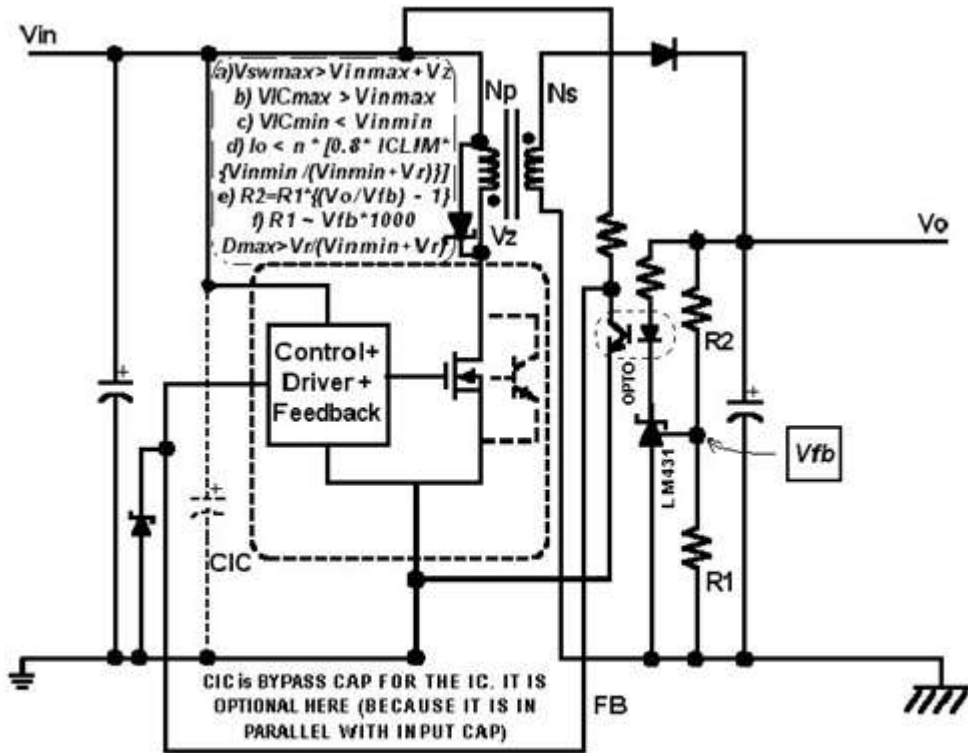 Vin
a)Vswmax>Vinmax+Vz
b) VICmax > Vinmax
c) VICmin < Vinmin
d) Io < n * [0.8* ICLIM*
{Vinmin /(Vinmin+Vr)}]
e) R2=R1*{(Vo/Vfb) - 1}
f) R1 ~ Vfb*1000
Dmax>Vr/(Vinmin+Vr)
Np
Ns
Vz
Vo
Control+
Driver+
Feedback
OPTO
R2
LM431
Vfb
R1
CIC
CIC is BYPASS CAP FOR THE IC. IT IS
OPTIONAL HERE (BECAUSE IT IS IN
PARALLEL WITH INPUT CAP)
FB
+
+
+